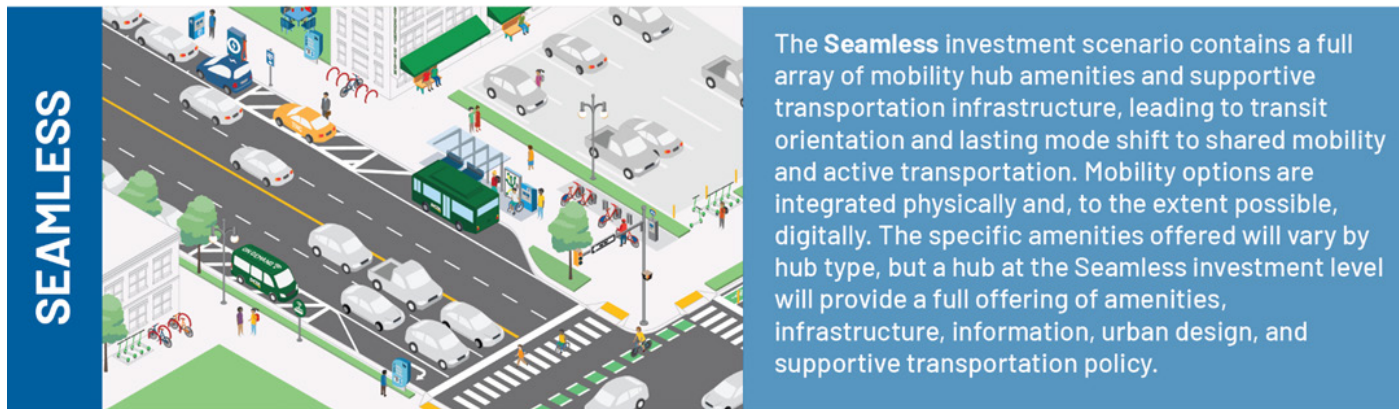 SEAMLESS
ON DEMAND
The Seamless investment scenario contains a full
array of mobility hub amenities and supportive
transportation infrastructure, leading to transit
orientation and lasting mode shift to shared mobility
and active transportation. Mobility options are
integrated physically and, to the extent possible,
digitally. The specific amenities offered will vary by
hub type, but a hub at the Seamless investment level
will provide a full offering of amenities,
infrastructure, information, urban design, and
supportive transportation policy.